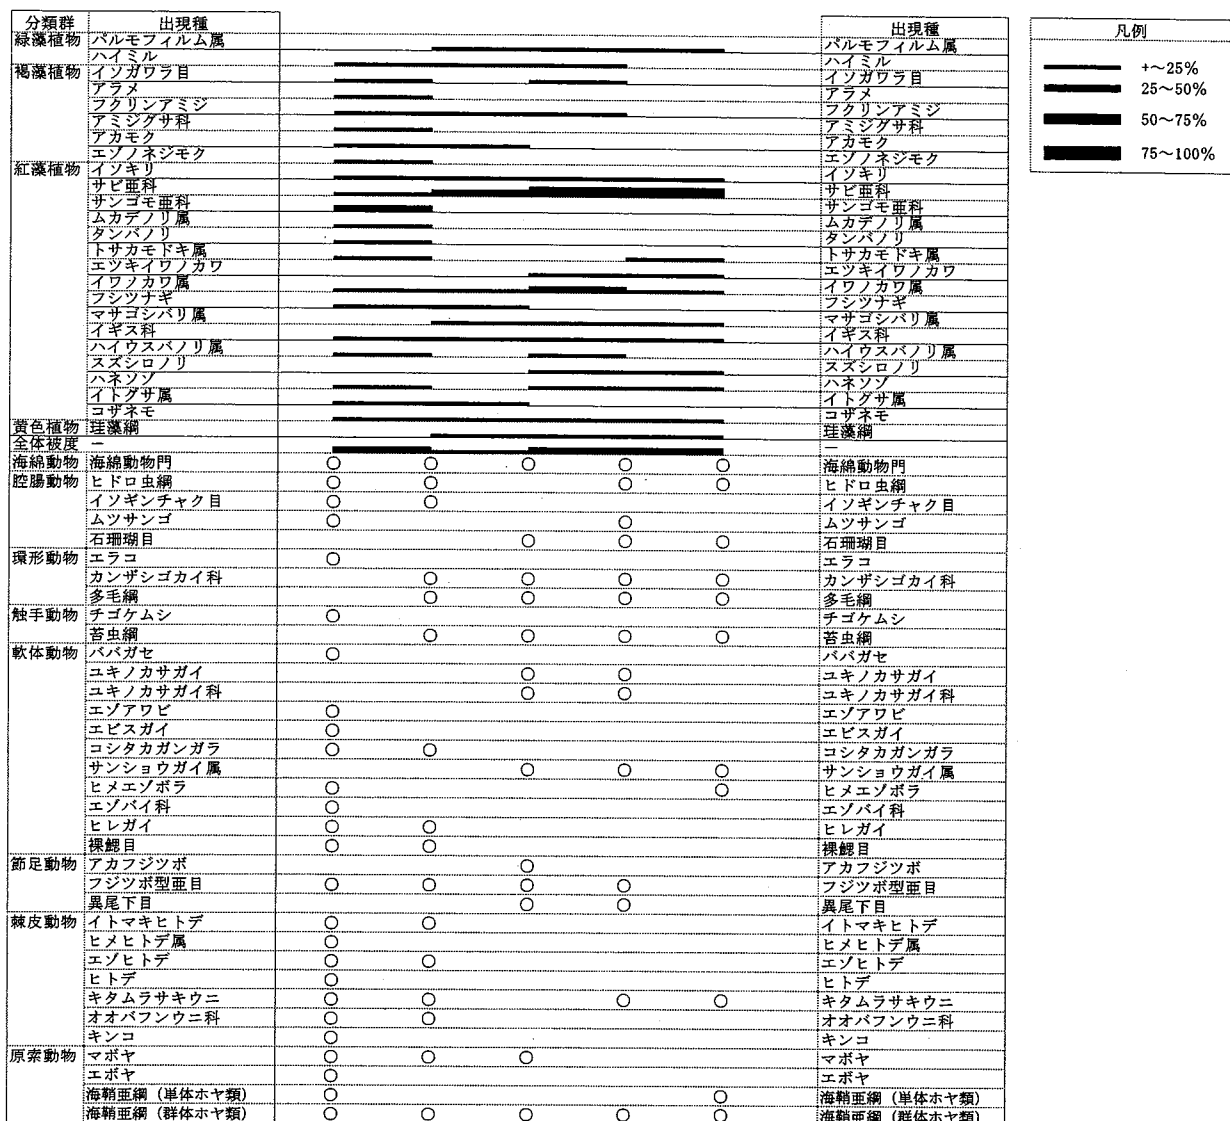 分類群 出現種 出現種 凡例
緑藻植物 パルモフィルム属 パルモフィルム属
ハイミル ハイミル
褐藻植物 イソガワラ目 イソガワラ目
アラメ アラメ
フクリンアミジ フクリンアミジ
アミジグサ科 アミジグサ科
アカモク アカモク
エゾノネジモク エゾノネジモク
紅藻植物 イソキリ イソキリ
サビ亜科 サビ亜科
サンゴモ亜科 サンゴモ亜科
ムカデノリ属 ムカデノリ属
タンバノリ タンバノリ
トサカモドキ属 トサカモドキ属
エツキイワノカワ エツキイワノカワ
イワノカワ属 イワノカワ属
フシツナギ フシツナギ
マサゴシバリ属 マサゴシバリ属
イギス科 イギス科
ハイウスバノリ属 ハイウスバノリ属
スズシロノリ スズシロノリ
ハネソゾ ハネソゾ
イトグサ属 イトグサ属
コザネモ コザネモ
黄色植物 珪藻綱 珪藻綱
全体被度 － －
海綿動物 海綿動物門 ○ ○ ○ ○ ○ 海綿動物門
腔腸動物 ヒドロ虫綱 ○ ○ ○ ○ ヒドロ虫綱
イソギンチャク目 ○ ○ イソギンチャク目
ムツサンゴ ○ ○ ムツサンゴ
石珊瑚目 ○ ○ ○ 石珊瑚目
環形動物 エラコ ○ エラコ
カンザシゴカイ科 ○ ○ ○ ○ カンザシゴカイ科
多毛綱 ○ ○ ○ ○ 多毛綱
触手動物 チゴケムシ ○ チゴケムシ
苔虫綱 ○ ○ ○ ○ 苔虫綱
軟体動物 ババガセ ○ ババガセ
ユキノカサガイ ○ ○ ユキノカサガイ
ユキノカサガイ科 ○ ○ ユキノカサガイ科
エゾアワビ ○ エゾアワビ
エビスガイ ○ エビスガイ
コシタカガンガラ ○ ○ コシタカガンガラ
サンショウガイ属 ○ ○ ○ サンショウガイ属
ヒメエゾボラ ○ ○ ヒメエゾボラ
エゾバイ科 ○ エゾバイ科
ヒレガイ ○ ○ ヒレガイ
裸鰓目 ○ ○ 裸鰓目
節足動物 アカフジツボ ○ アカフジツボ
フジツボ型亜目 ○ ○ ○ ○ フジツボ型亜目
異尾下目 ○ ○ 異尾下目
棘皮動物 イトマキヒトデ ○ ○ イトマキヒトデ
ヒメヒトデ属 ○ ヒメヒトデ属
エゾヒトデ ○ ○ エゾヒトデ
ヒトデ ○ ヒトデ
キタムラサキウニ ○ ○ ○ ○ キタムラサキウニ
オオバフンウニ科 ○ ○ オオバフンウニ科
キンコ ○ キンコ
原索動物 マボヤ ○ ○ ○ マボヤ
エボヤ ○ エボヤ
海鞘亜綱（単体ホヤ類） ○ ○ 海鞘亜綱（単体ホヤ類）
海鞘亜綱（群体ホヤ類） ○ ○ ○ ○ ○ 海鞘亜綱（群体ホヤ類）
+～25%
25～50%
50～75%
75～100%